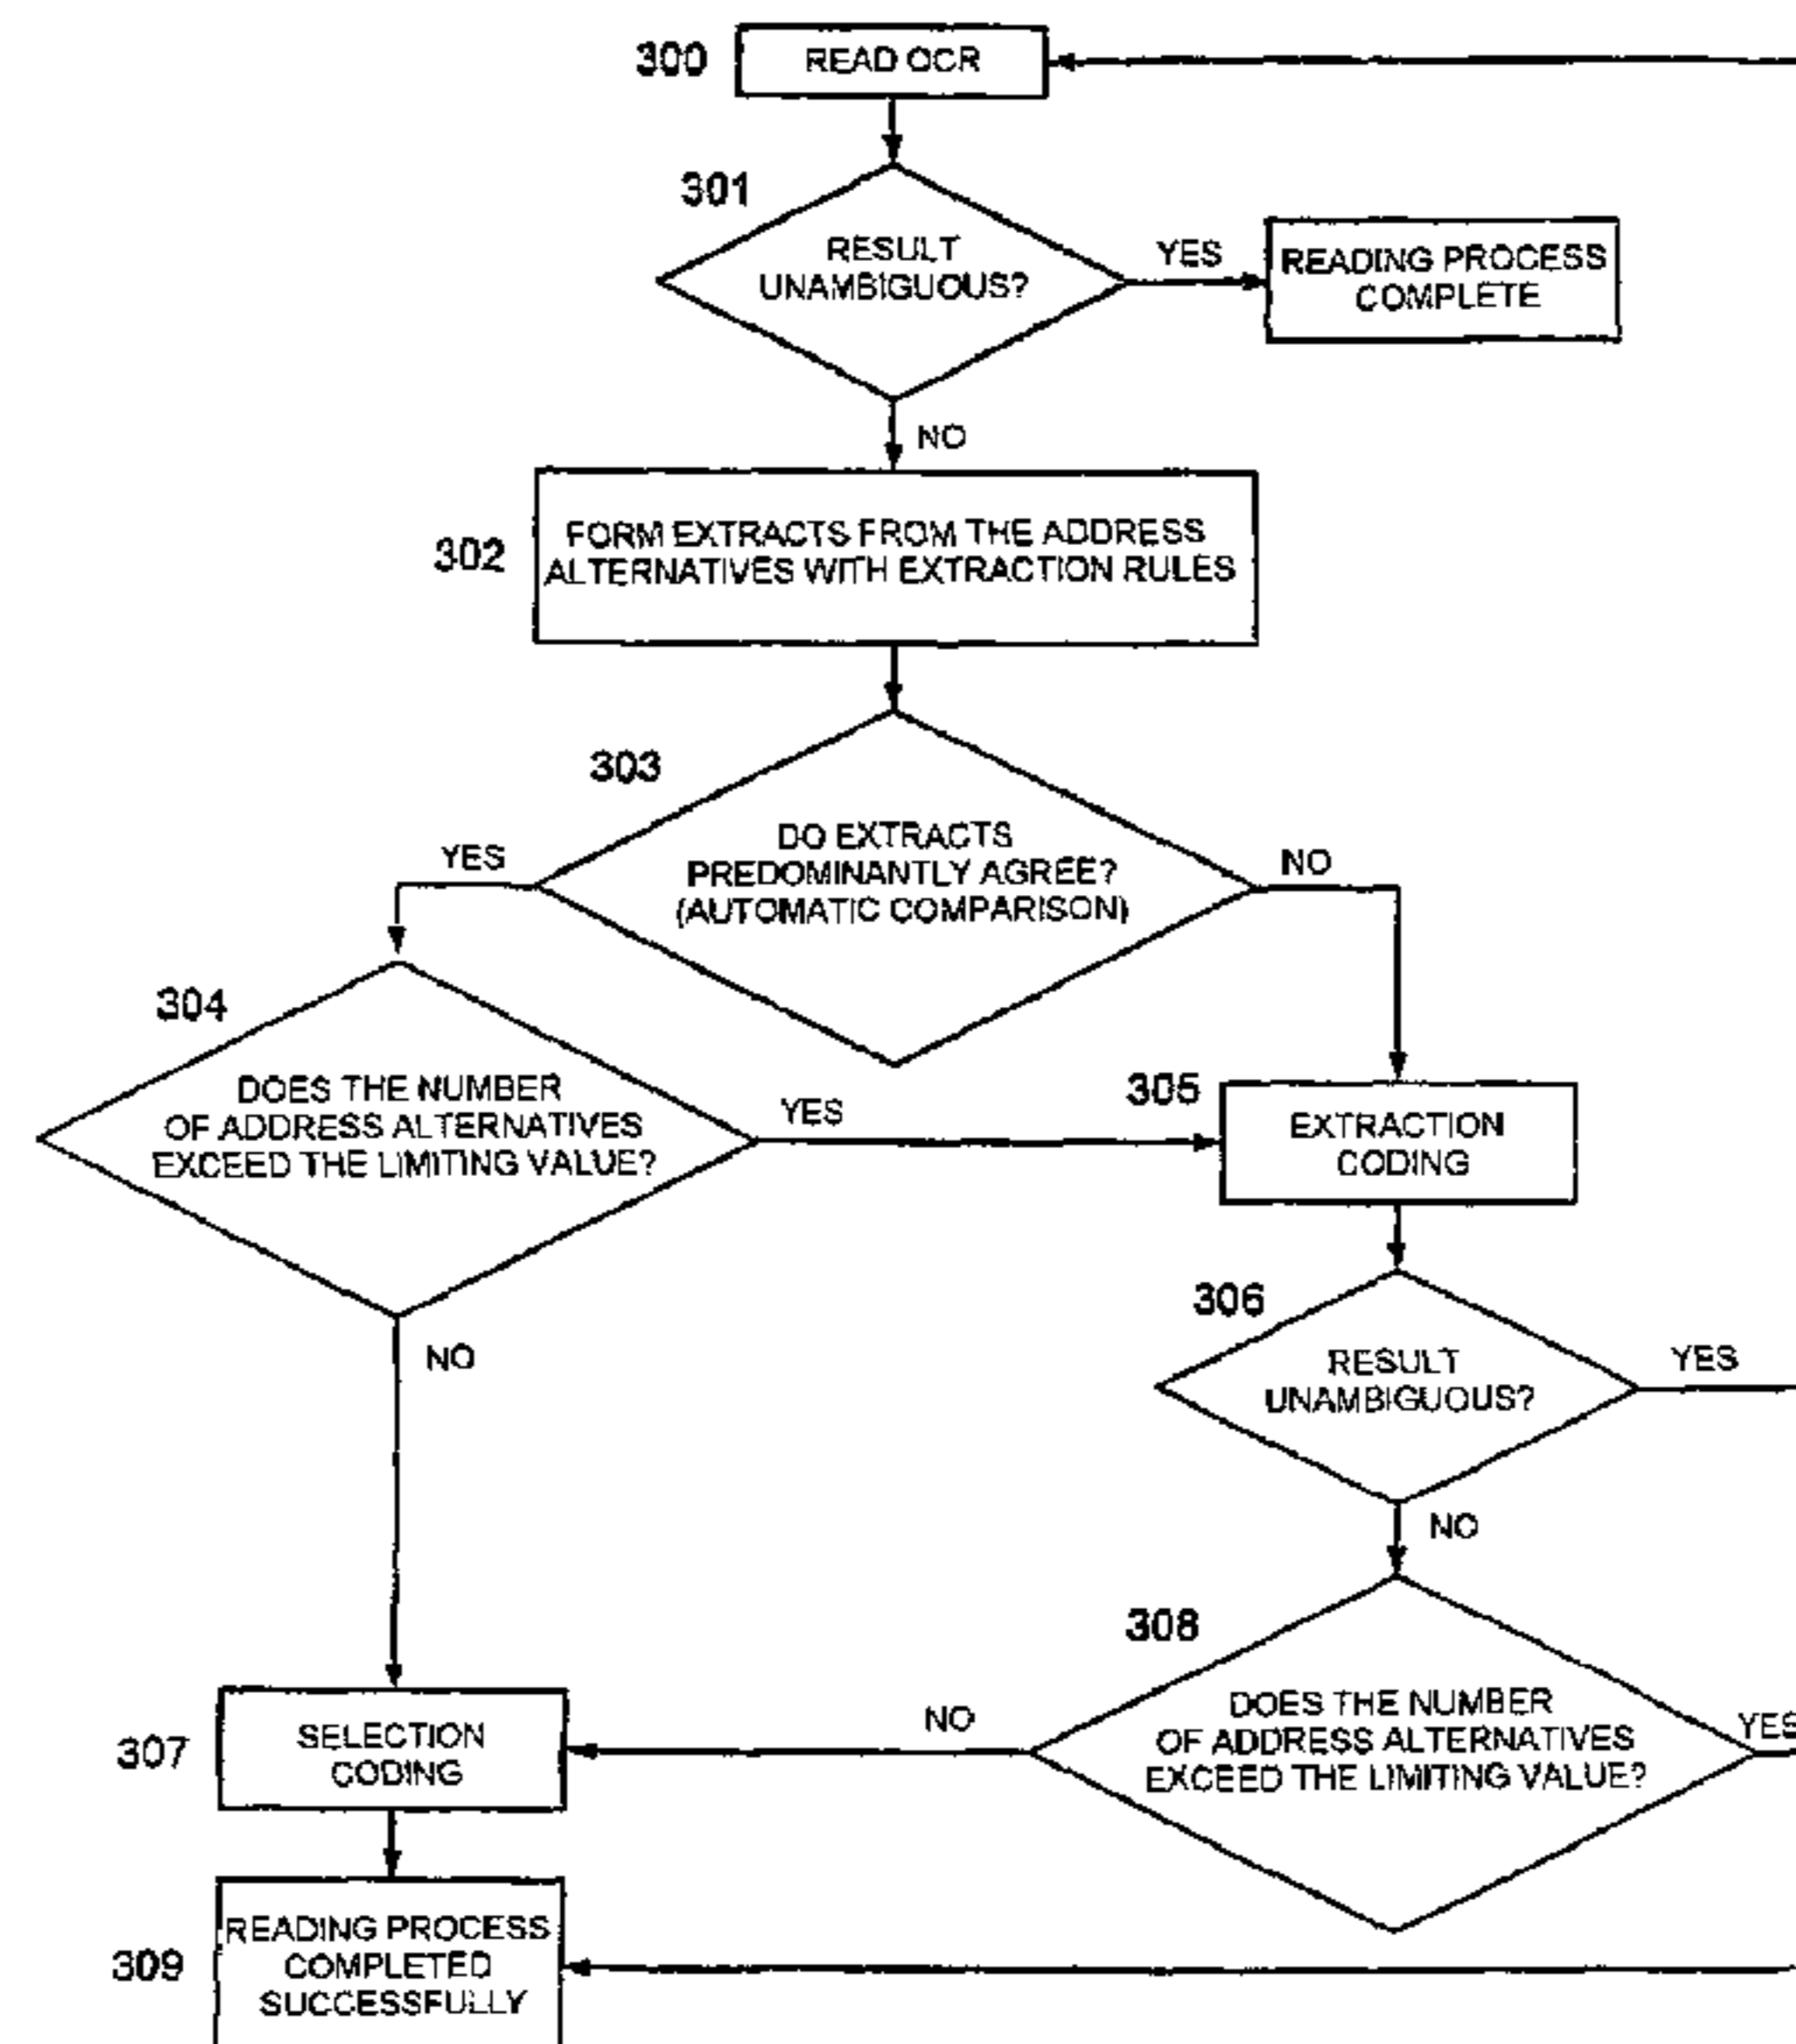 300
READ OCR
301
RESULT
UNAMBIGUOUS?
YES
READING PROCESS
COMPLETE
NO
302
FORM EXTRACTS FROM THE ADDRESS
ALTERNATIVES WITH EXTRACTION RULES
303
DO EXTRACTS
PREDOMINANTLY AGREE?
(AUTOMATIC COMPARISON)
YES
NO
304
DOES THE NUMBER
OF ADDRESS ALTERNATIVES
EXCEED THE LIMITING VALUE?
YES
305
EXTRACTION
CODING
306
RESULT
UNAMBIGUOUS?
YES
NO
NO
308
DOES THE NUMBER
OF ADDRESS ALTERNATIVES
EXCEED THE LIMITING VALUE?
YES
NO
307
SELECTION
CODING
309
READING PROCESS
COMPLETED
SUCCESSFULLY